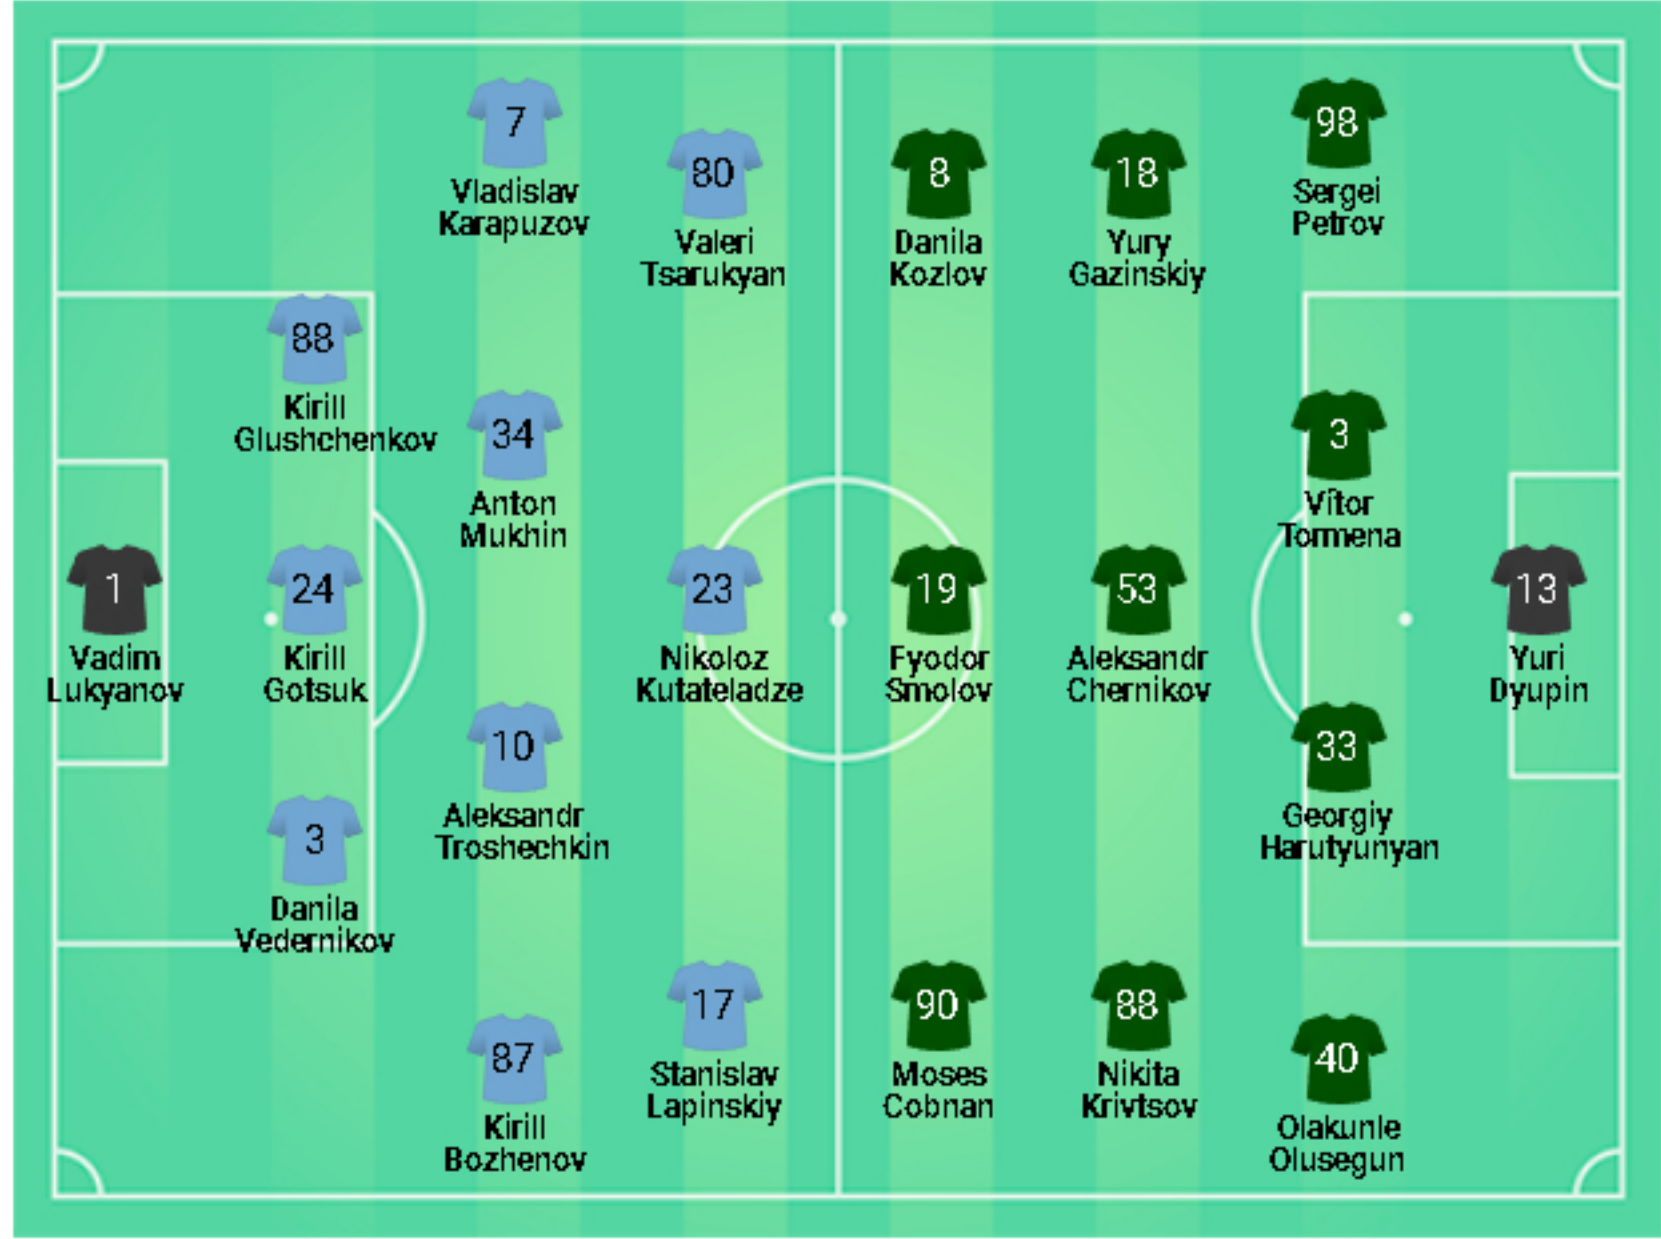 7
Vladislav
Karapuzov
80
Valeri
Tsarukyan
8
Danila
Kozlov
18
Yury
Gazinskiy
98
Sergei
Petrov
88
Kirill
Glushchenkov
34
Anton
Mukhin
3
Vîtor
Tormena
1
Vadim
Lukyanov
24
Kirill
Gotsuk
23
Nikoloz
Kutateladze
19
Fyodor
Smolov
53
Aleksandr
Chernikov
13
Yuri
Dyupin
10
Aleksandr
Troshechkin
33
Georgiy
Harutyunyan
3
Danila
Vedernikov
17
Stanislav
Lapinskiy
90
Moses
Cobnan
88
Nikita
Krivtsov
87
Kirill
Bozhenov
40
Olakunle
Olusegun